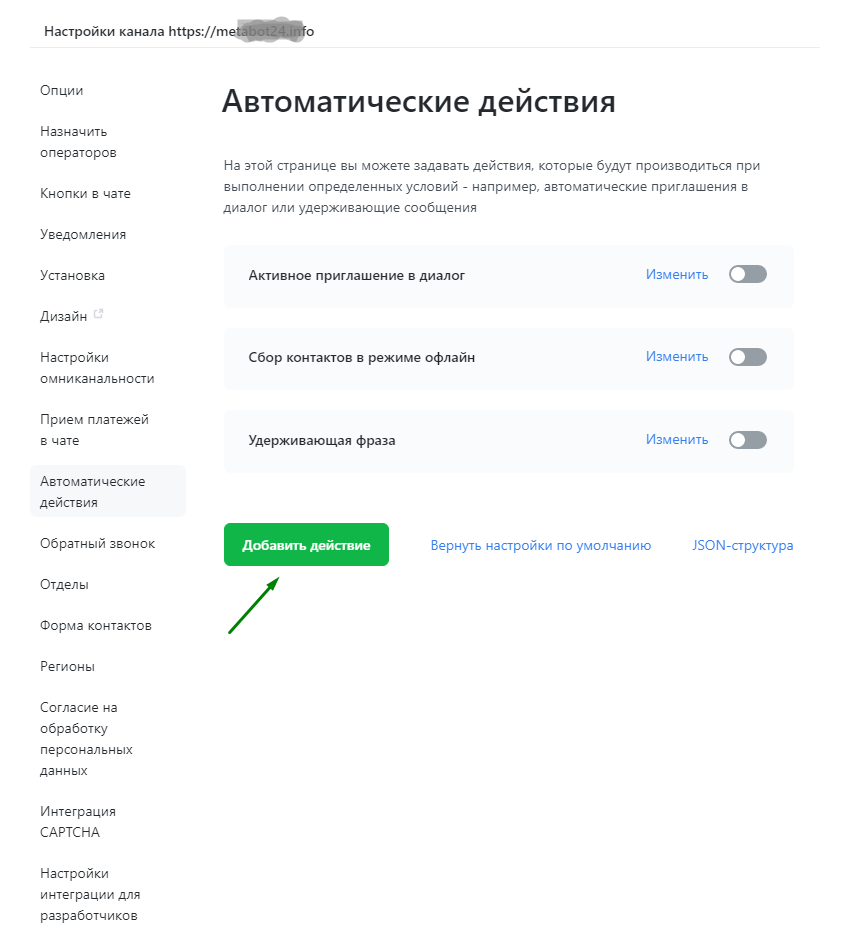 Настройки канала https://metabot24.info
Опции
Назначить
операторов
Кнопки в чате
Уведомления
Установка
Дизайн
Настройки
омниканальности
Прием платежей
в чате
Автоматические
действия
Обратный звонок
Отделы
Форма контактов
Регионы
Согласие на
обработку
персональных
данных
Интеграция
CAPTCHA
Настройки
интеграции для
разработчиков
Автоматические действия
На этой странице вы можете задавать действия, которые будут производиться при
выполнении определенных условий - например, автоматические приглашения в
диалог или удерживающие сообщения
Активное приглашение в диалог Изменить
Сбор контактов в режиме офлайн Изменить
Удерживающая фраза Изменить
Добавить действие Вернуть настройки по умолчанию JSON-структура